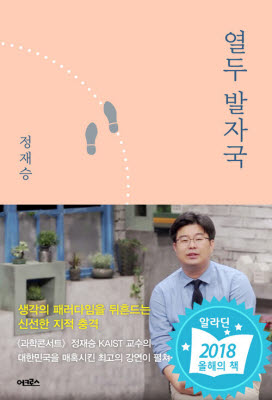 열두 발자국
정재승
생각의 패러다임을 뒤흔드는
신선한 지적 충격
《과학콘서트》 정재승 KAIST 교수의
대한민국을 매혹시킨 최고의 강연이 펼쳐
어크로스
알라딘
2018
올해의 책